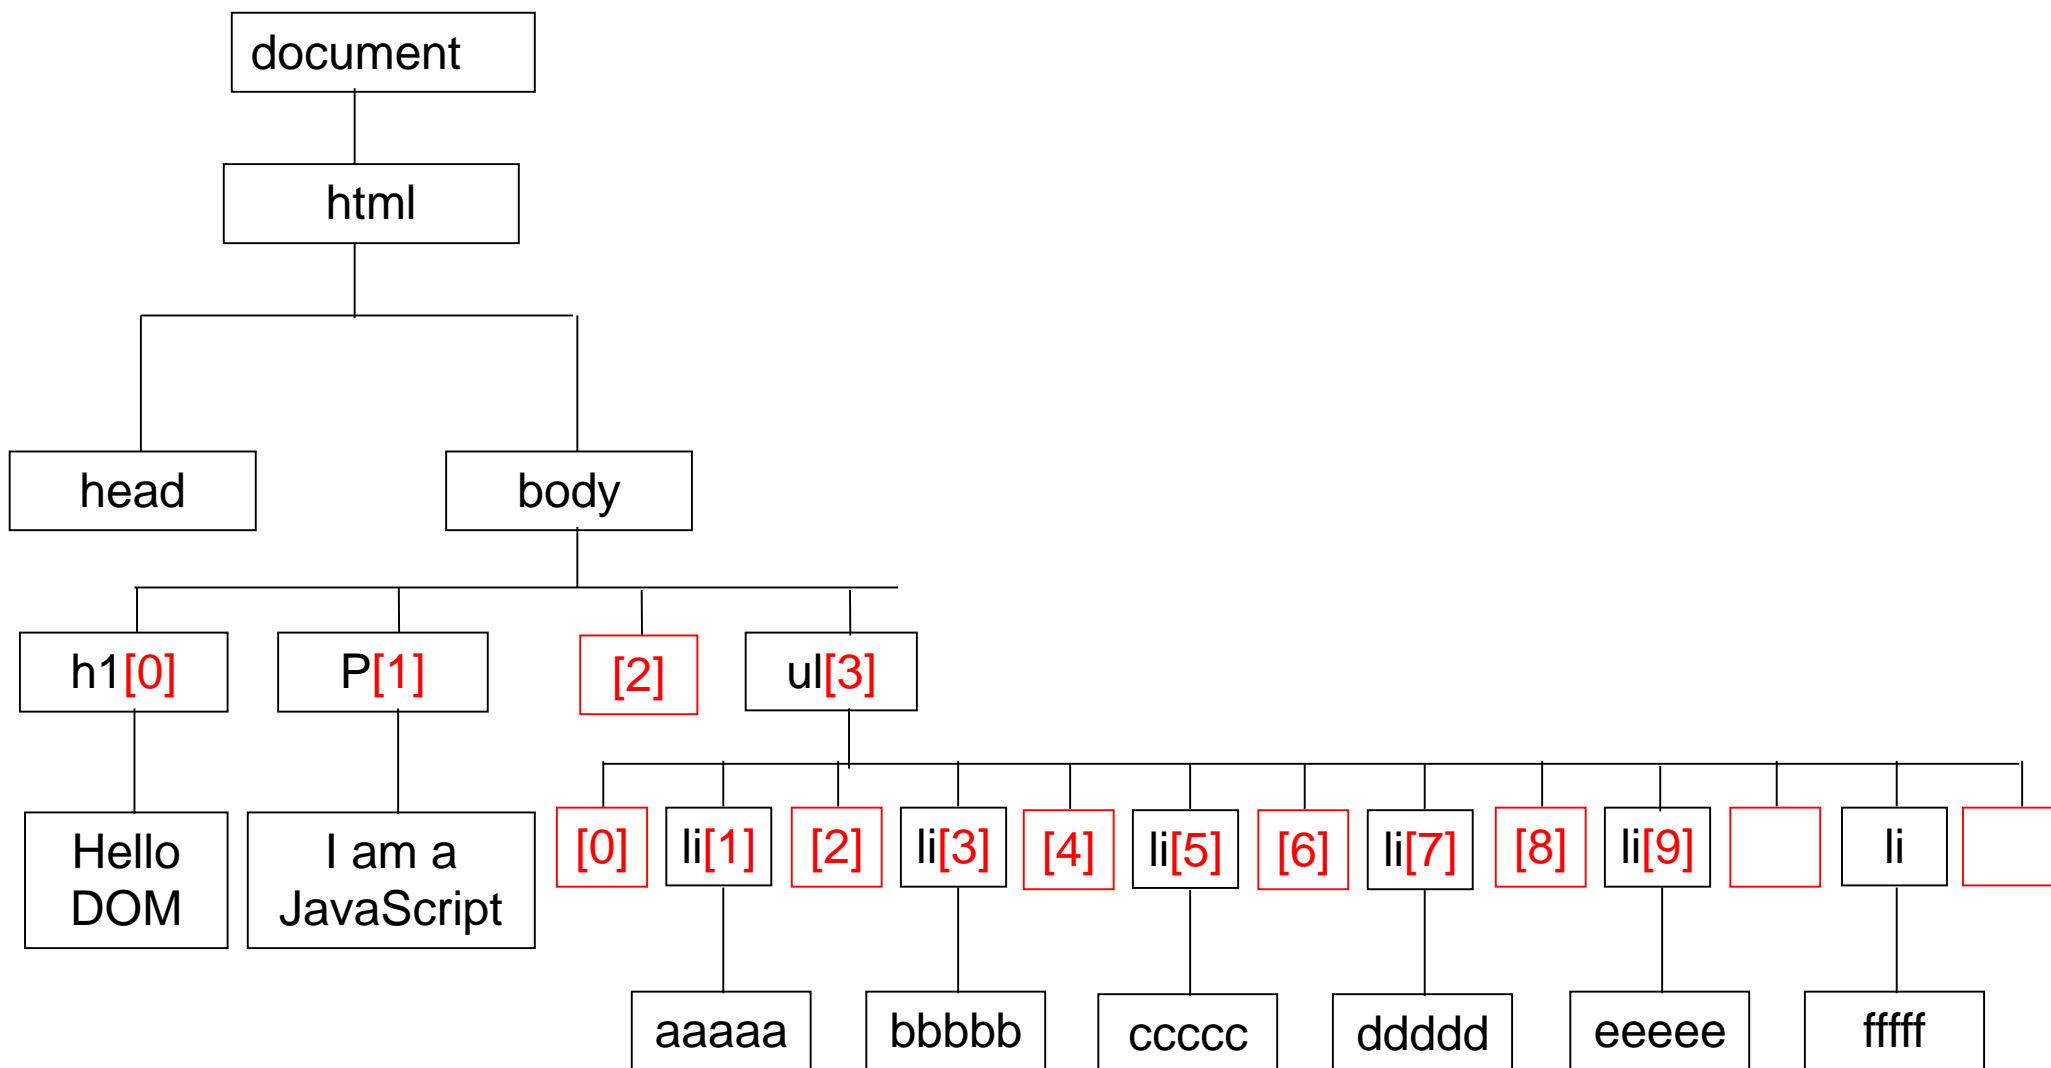 document
html
head
body
h1[0]
P[1]
[2]
ul[3]
Hello
DOM
I am a
JavaScript
[0]
li[1]
[2]
li[3]
[4]
li[5]
[6]
li[7]
[8]
li[9]
li
aaaaa
bbbbb
ccccc
ddddd
eeeee
fffff